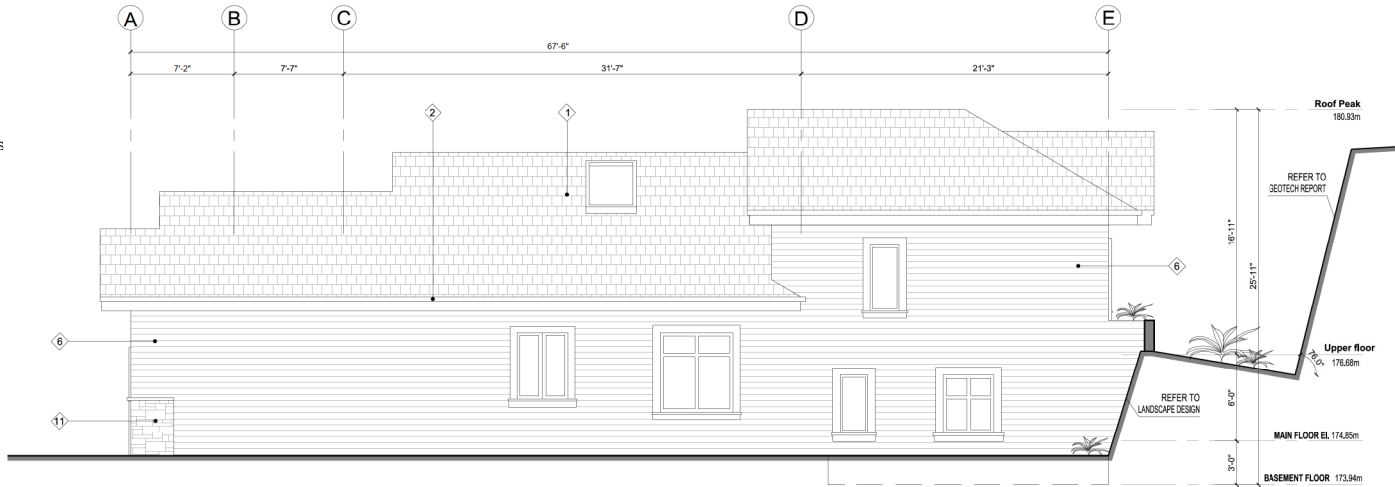 A B C D E
67'-6"
7'-2" 7'-7" 31'-7" 21'-3"
2 1
Roof Peak
180.93m
S
REFER TO
GEOTECH REPORT
16'-11"
25'-11"
6
6
76.0°
Upper floor
176.68m
REFER TO
LANDSCAPE DESIGN
6'-0"
11
MAIN FLOOR El. 174.85m
3'-0"
BASEMENT FLOOR 173.94m